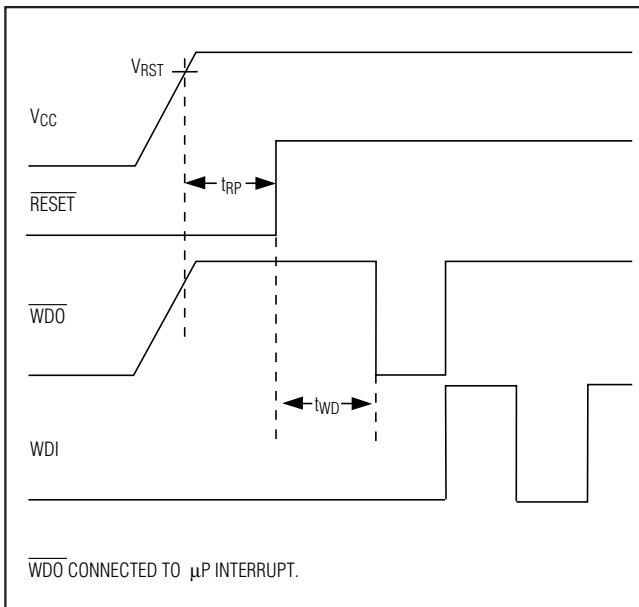 VRST
VCC
tRP
RESET
WDO
tWD
WDI
WDO CONNECTED TO μP INTERRUPT.